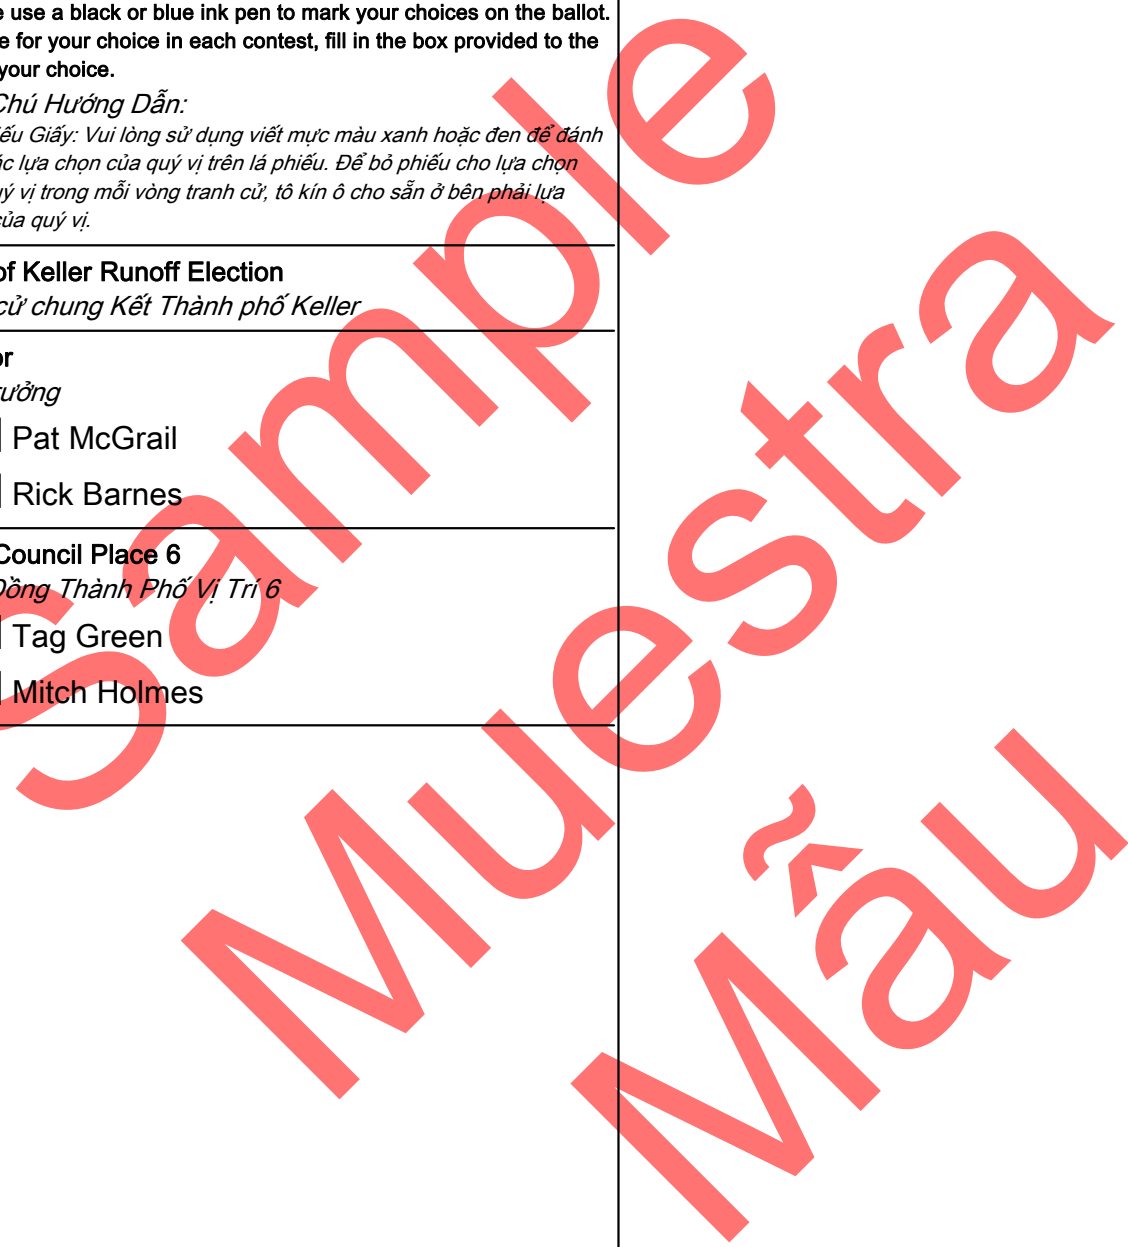 use a black or blue ink pen to mark your choices on the ballot.
for your choice in each contest, fill in the box provided to the
your choice.
Chú Hướng Dẫn:
Giấy: Vui lòng sử dụng viết mực màu xanh hoặc đen để đánh
lựa chọn của quý vị trên lá phiếu. Để bỏ phiếu cho lựa chọn
vị trong mỗi vòng tranh cử, tô kín ô cho sẵn ở bên phải lựa
của quý vị.
of Keller Runoff Election
cử chung Kết Thành phố Keller
Pat McGrail
Rick Barnes
Council Place 6
Đồng Thành Phố Vị Trí 6
Tag Green
Mitch Holmes
Sample
Muestra
Mẫu